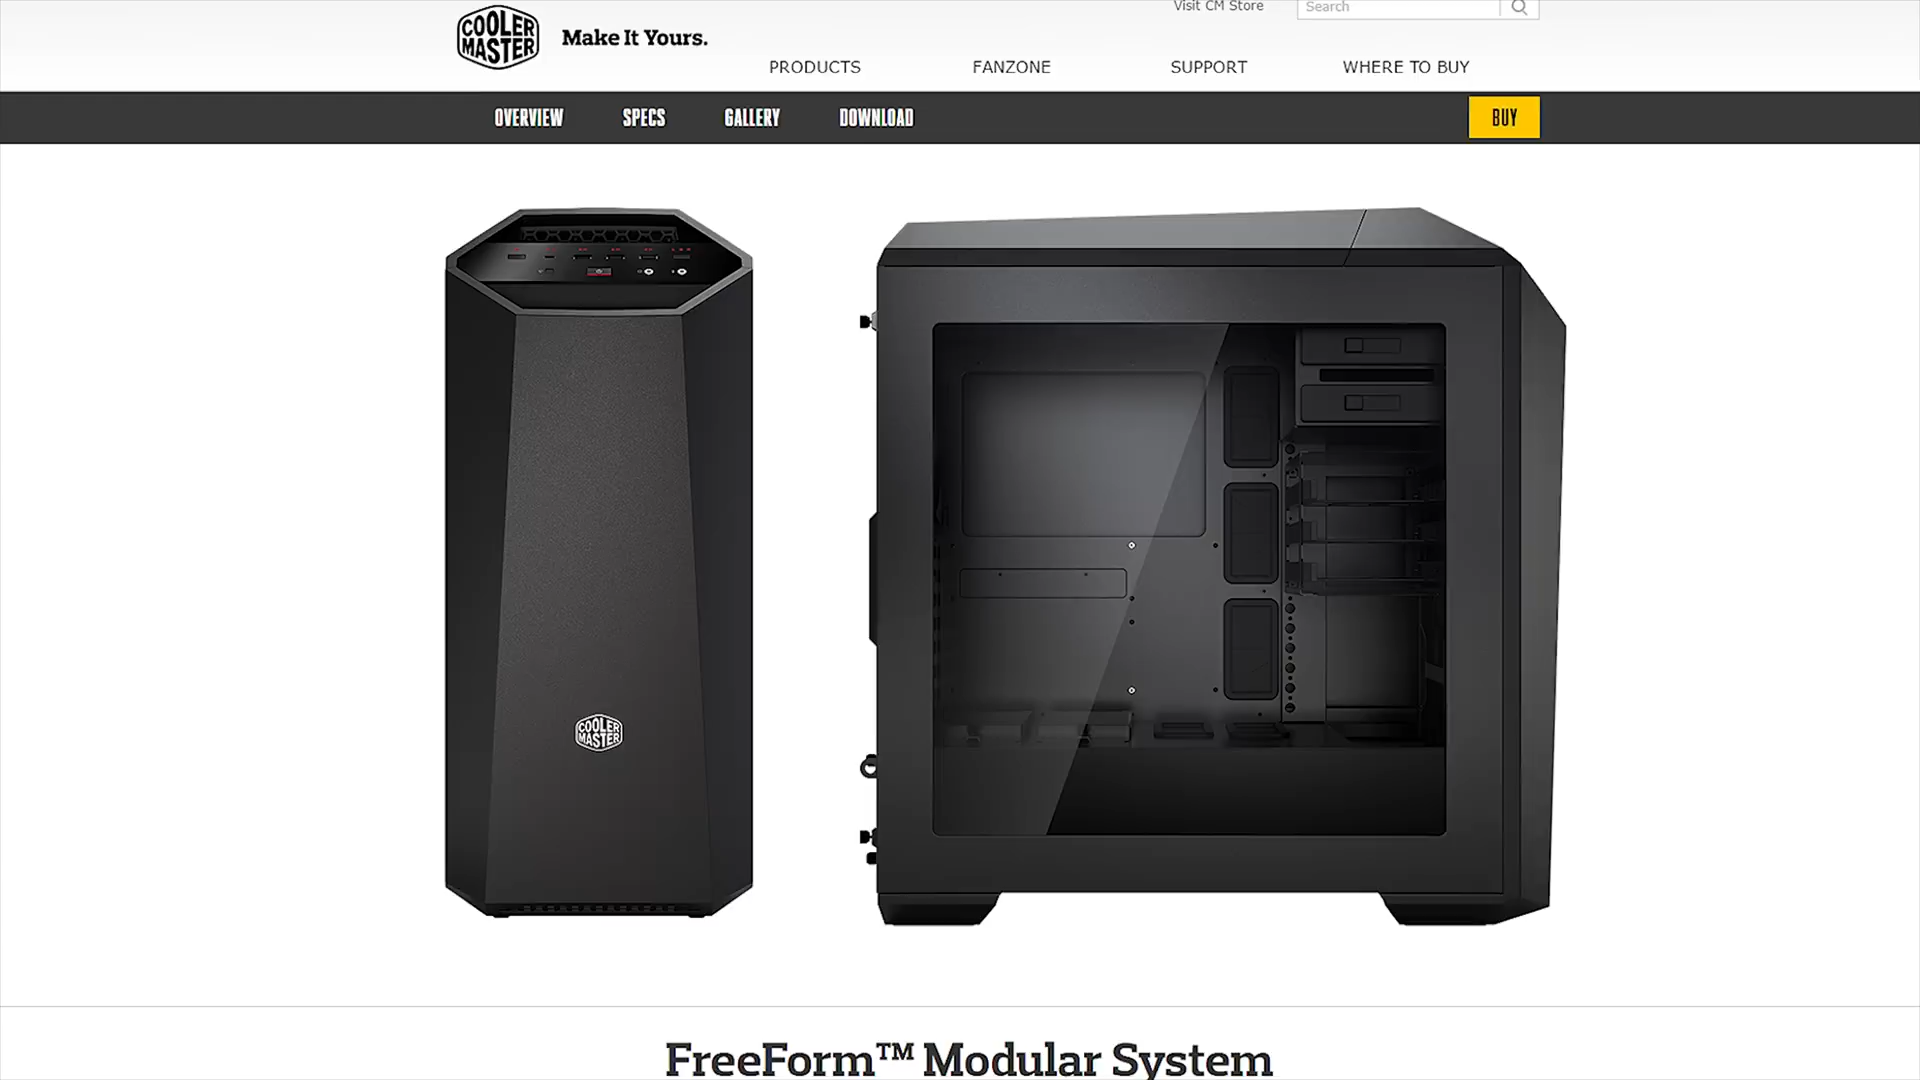 Visit CM Store
Search
COOLER
MASTER
Make It Yours.
PRODUCTS
FANZONE
SUPPORT
WHERE TO BUY
OVERVIEW
SPECS
GALLERY
DOWNLOAD
BUY
COOLER
MASTER
FreeForm™ Modular System